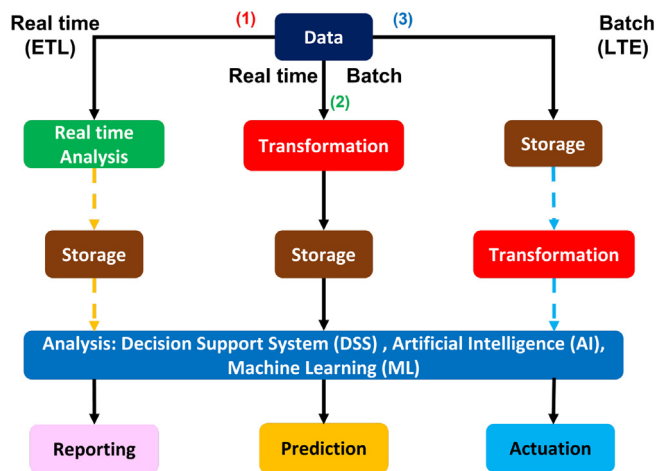 Real time
(ETL)
(1)
Data
(3)
Batch
(LTE)
Real time
Batch
(2)
Real time
Analysis
Transformation
Storage
Storage
Storage
Transformation
Analysis: Decision Support System (DSS) , Artificial Intelligence (AI),
Machine Learning (ML)
Reporting
Prediction
Actuation